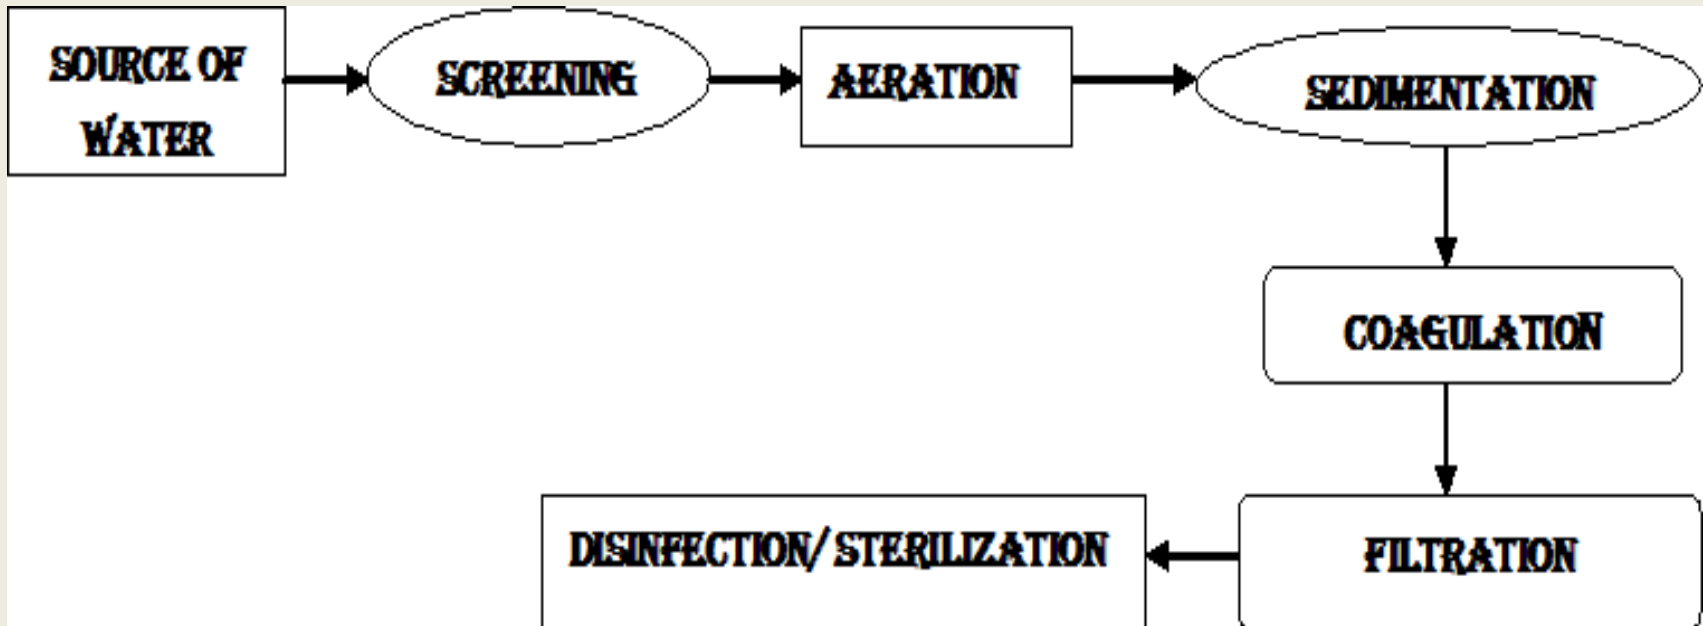 SOURCE OF
WATER
SCREENING
AERATION
SEDIMENTATION
COAGULATION
FILTRATION
DISINFECTION/ STERILIZATION